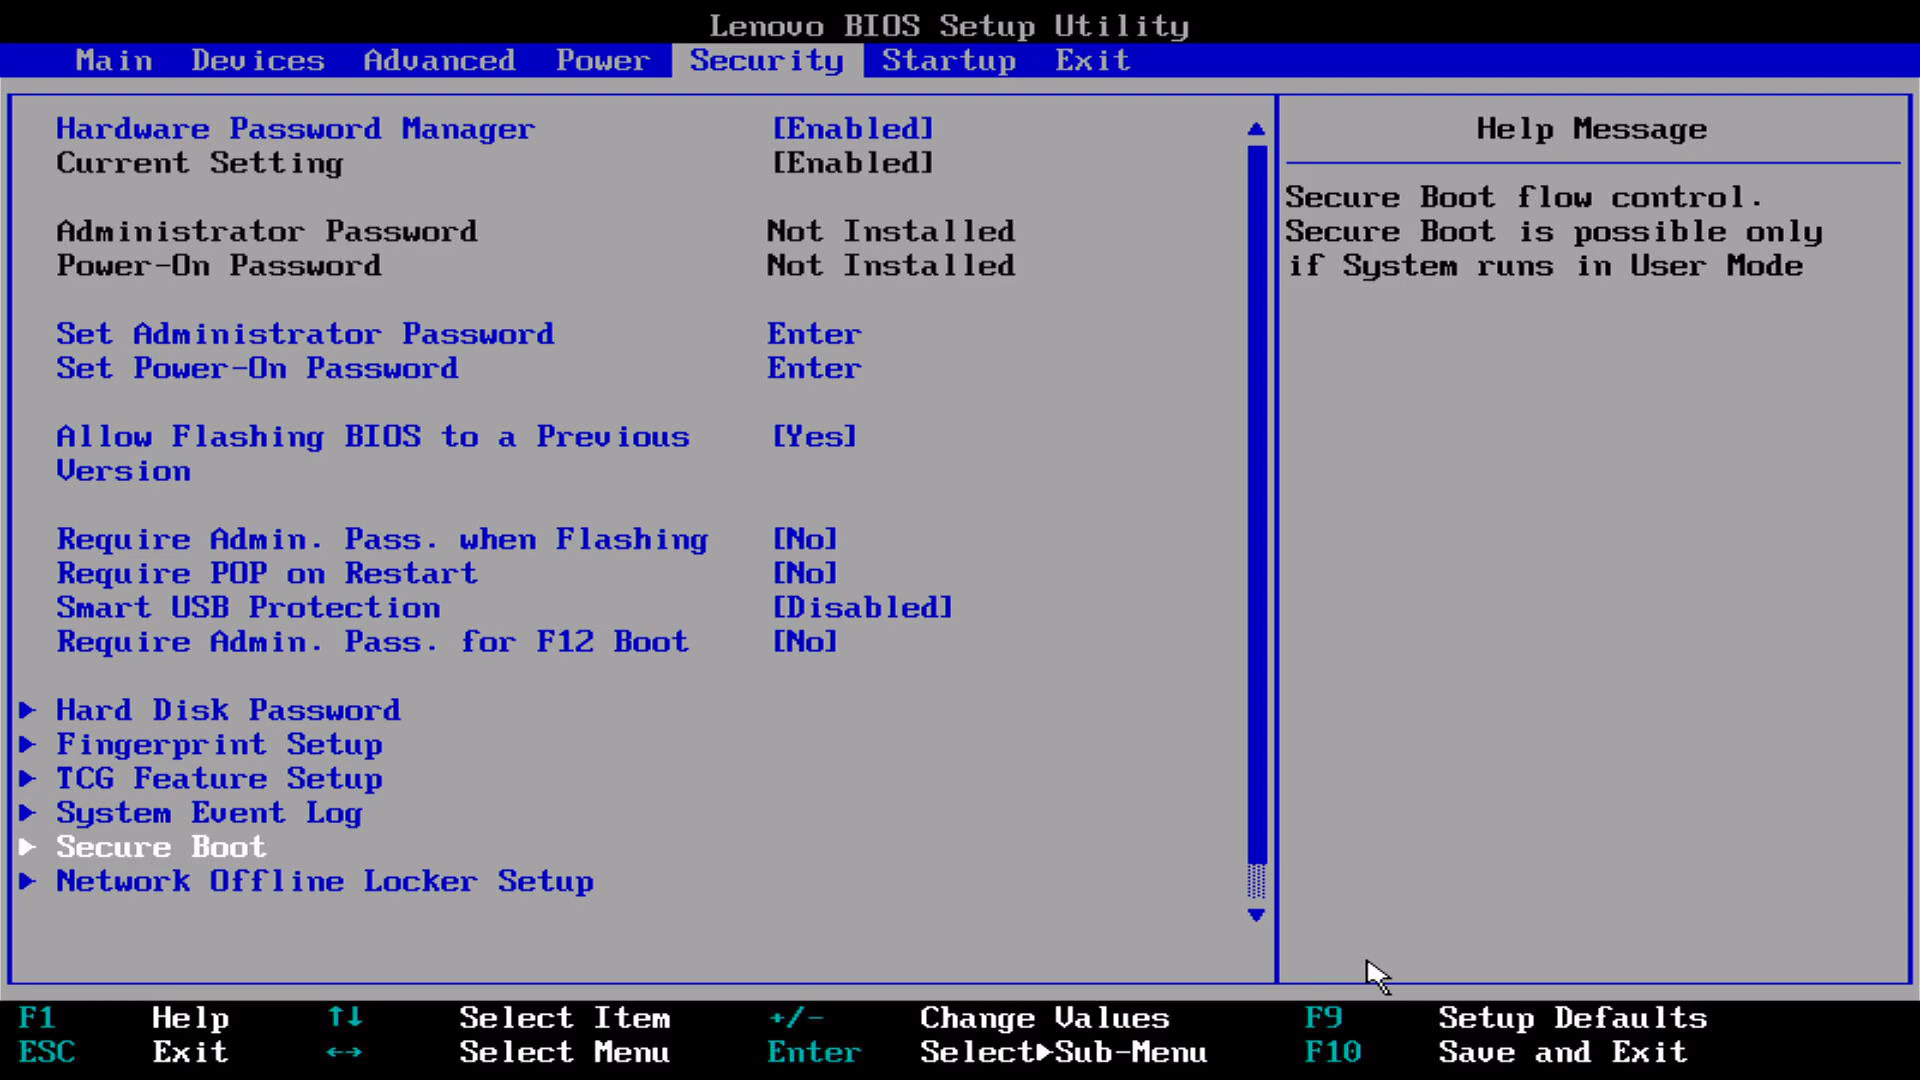 Lenovo BIOS Setup Utility
Main Devices Advanced Power Security Startup Exit
Hardware Password Manager [Enabled]
Current Setting [Enabled]
Administrator Password Not Installed
Power-On Password Not Installed
Set Administrator Password Enter
Set Power-On Password Enter
Allow Flashing BIOS to a Previous [Yes]
Version
Require Admin. Pass. when Flashing [No]
Require POP on Restart [No]
Smart USB Protection [Disabled]
Require Admin. Pass. for F12 Boot [No]
Hard Disk Password
Fingerprint Setup
TCG Feature Setup
System Event Log
Secure Boot
Network Offline Locker Setup
Help Message
Secure Boot flow control.
Secure Boot is possible only
if System runs in User Mode
F1 Help ↑↓ Select Item +/- Change Values F9 Setup Defaults
ESC Exit ←→ Select Menu Enter Select▶Sub-Menu F10 Save and Exit